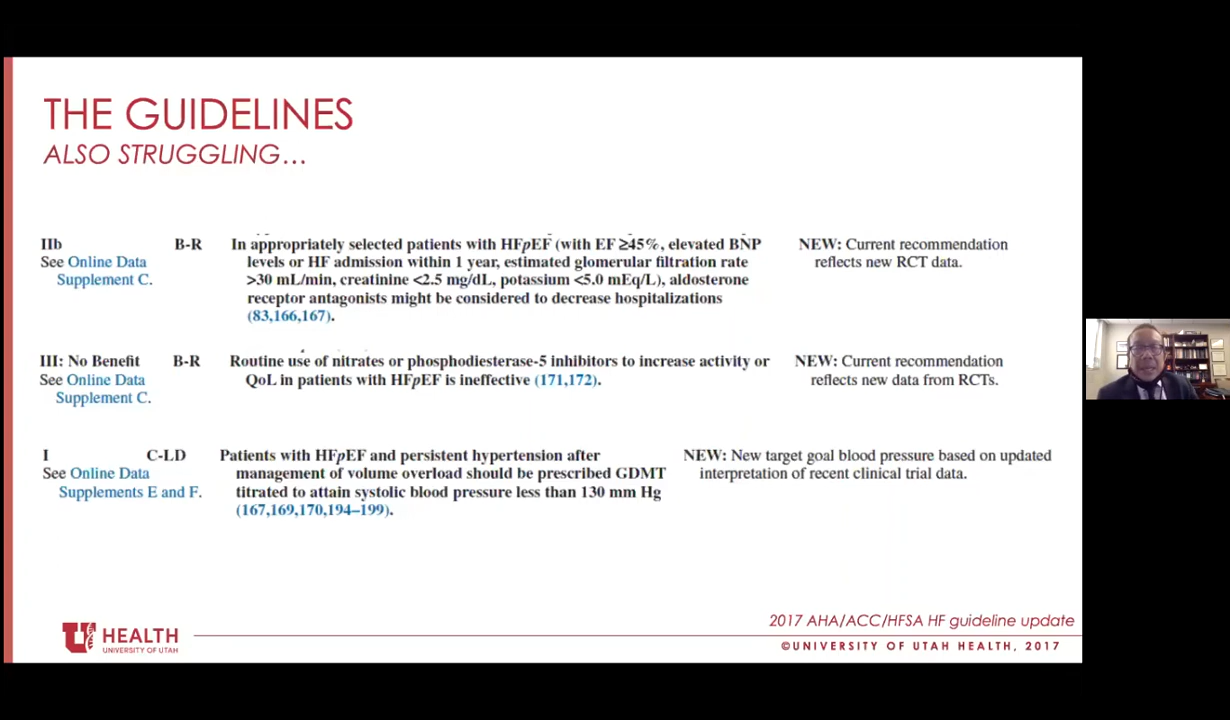 THE GUIDELINES
ALSO STRUGGLING…
IIb B-R In appropriately selected patients with HFpEF (with EF ≥45%, elevated BNP NEW: Current recommendation
See Online Data levels or HF admission within 1 year, estimated glomerular filtration rate reflects new RCT data.
Supplement C. >30 mL/min, creatinine <2.5 mg/dL, potassium <5.0 mEq/L), aldosterone
receptor antagonists might be considered to decrease hospitalizations
(83,166,167).
III: No Benefit B-R Routine use of nitrates or phosphodiesterase-5 inhibitors to increase activity or NEW: Current recommendation
See Online Data QoL in patients with HFpEF is ineffective (171,172). reflects new data from RCTs.
Supplement C.
I C-LD Patients with HFpEF and persistent hypertension after NEW: New target goal blood pressure based on updated
See Online Data management of volume overload should be prescribed GDMT interpretation of recent clinical trial data.
Supplements E and F. titrated to attain systolic blood pressure less than 130 mm Hg
(167,169,170,194–199).
2017 AHA/ACC/HFSA HF guideline update
U HEALTH
UNIVERSITY OF UTAH
©UNIVERSITY OF UTAH HEALTH, 2017